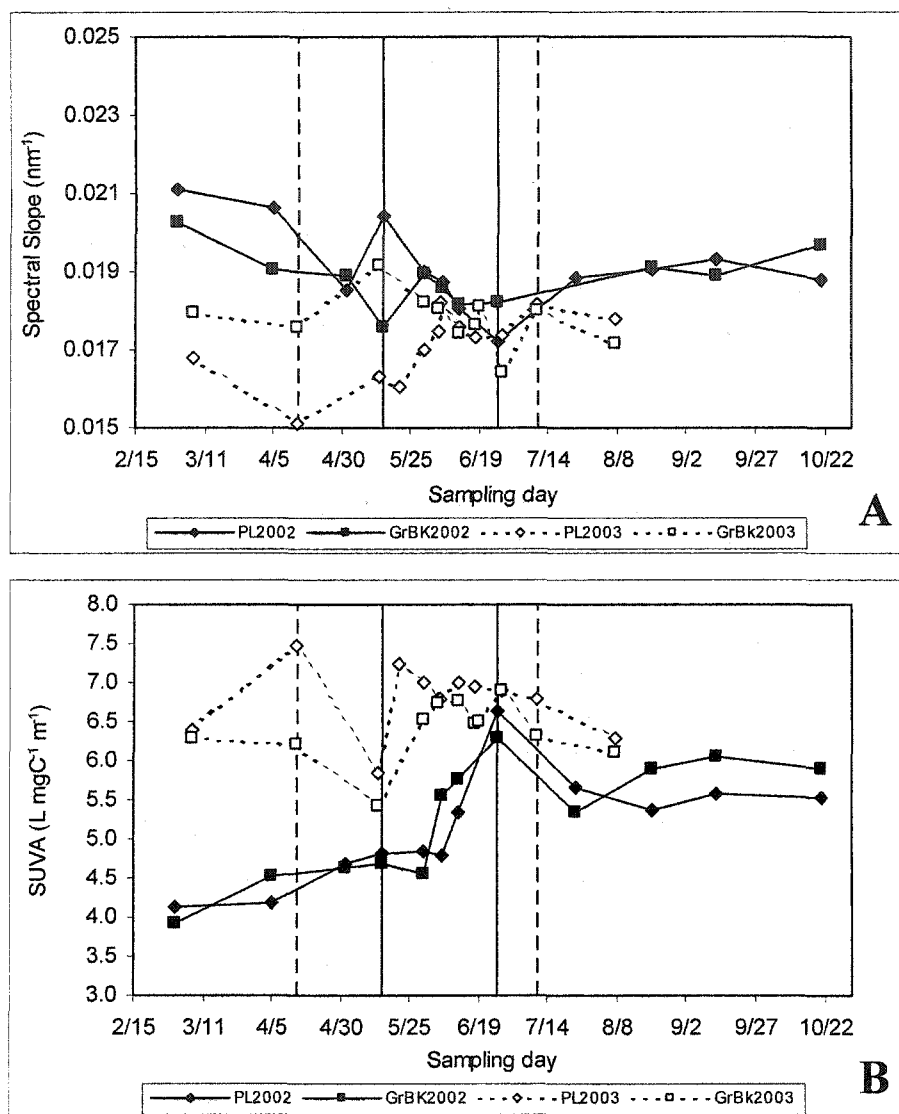 0.025
0.023
0.021
0.019
0.017
0.015
Spectral Slope (nm⁻¹)
2/15 3/11 4/5 4/30 5/25 6/19 7/14 8/8 9/2 9/27 10/22
Sampling day
PL2002 GrBK2002 PL2003 GrBk2003
A
8.0
7.5
7.0
6.5
6.0
5.5
5.0
4.5
4.0
3.5
3.0
SUVA (L mgC⁻¹ m⁻¹)
2/15 3/11 4/5 4/30 5/25 6/19 7/14 8/8 9/2 9/27 10/22
Sampling day
PL2002 GrBK2002 PL2003 GrBk2003
B